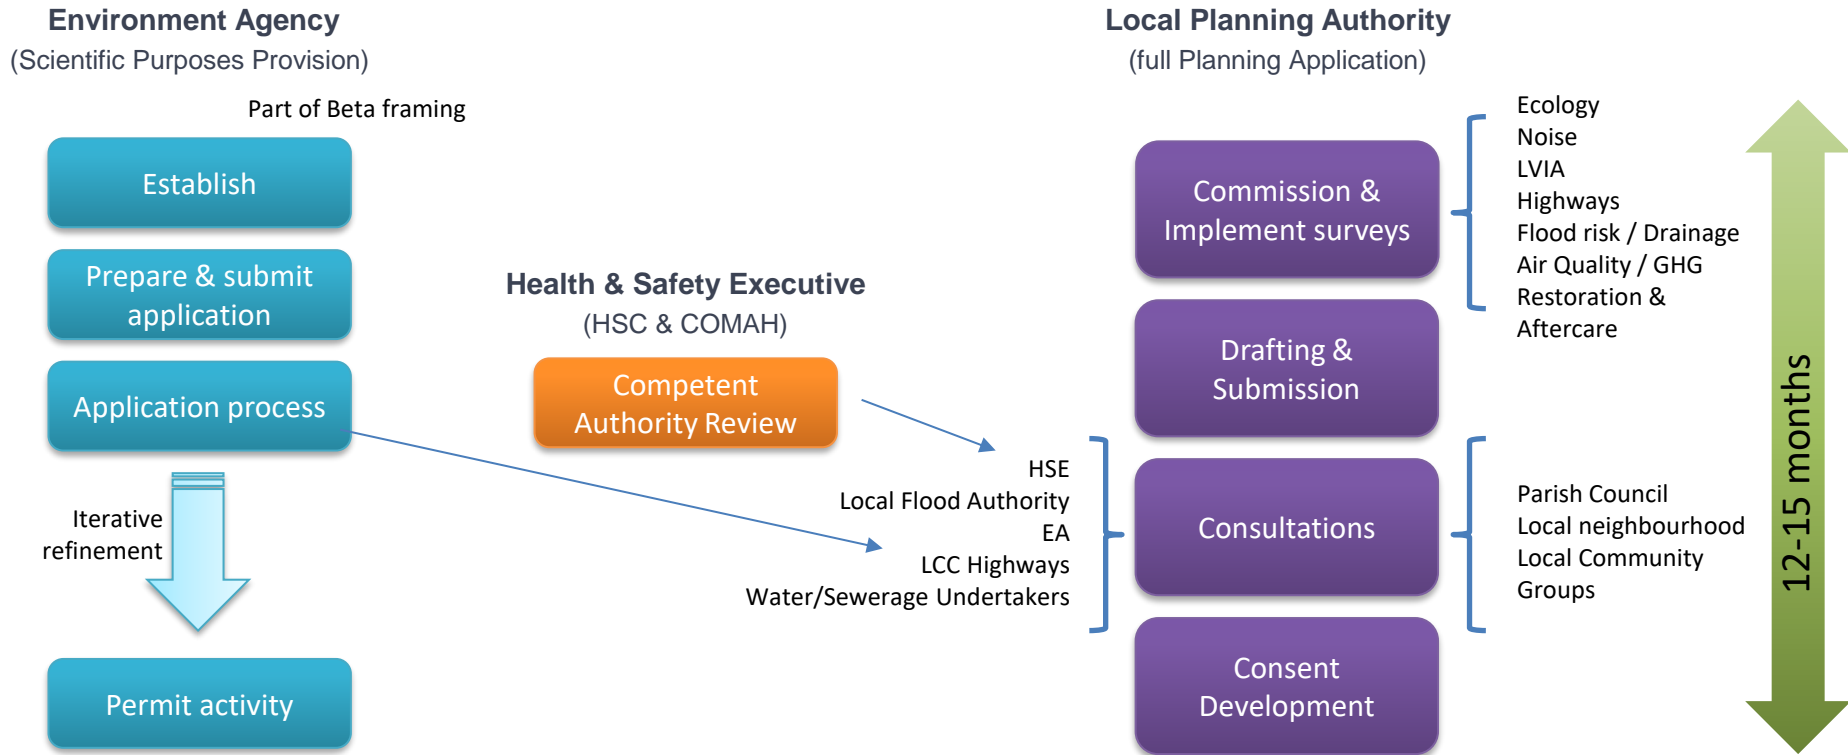 Environment Agency
(Scientific Purposes Provision)
Part of Beta framing
Establish
Prepare & submit
application
Application process
Iterative
refinement
Permit activity
Health & Safety Executive
(HSC & COMAH)
Competent
Authority Review
HSE
Local Flood Authority
EA
LCC Highways
Water/Sewerage Undertakers
Local Planning Authority
(full Planning Application)
Commission &
Implement surveys
Drafting &
Submission
Consultations
Consent
Development
Ecology
Noise
LVIA
Highways
Flood risk / Drainage
Air Quality / GHG
Restoration &
Aftercare
Parish Council
Local neighbourhood
Local Community
Groups
12-15 months